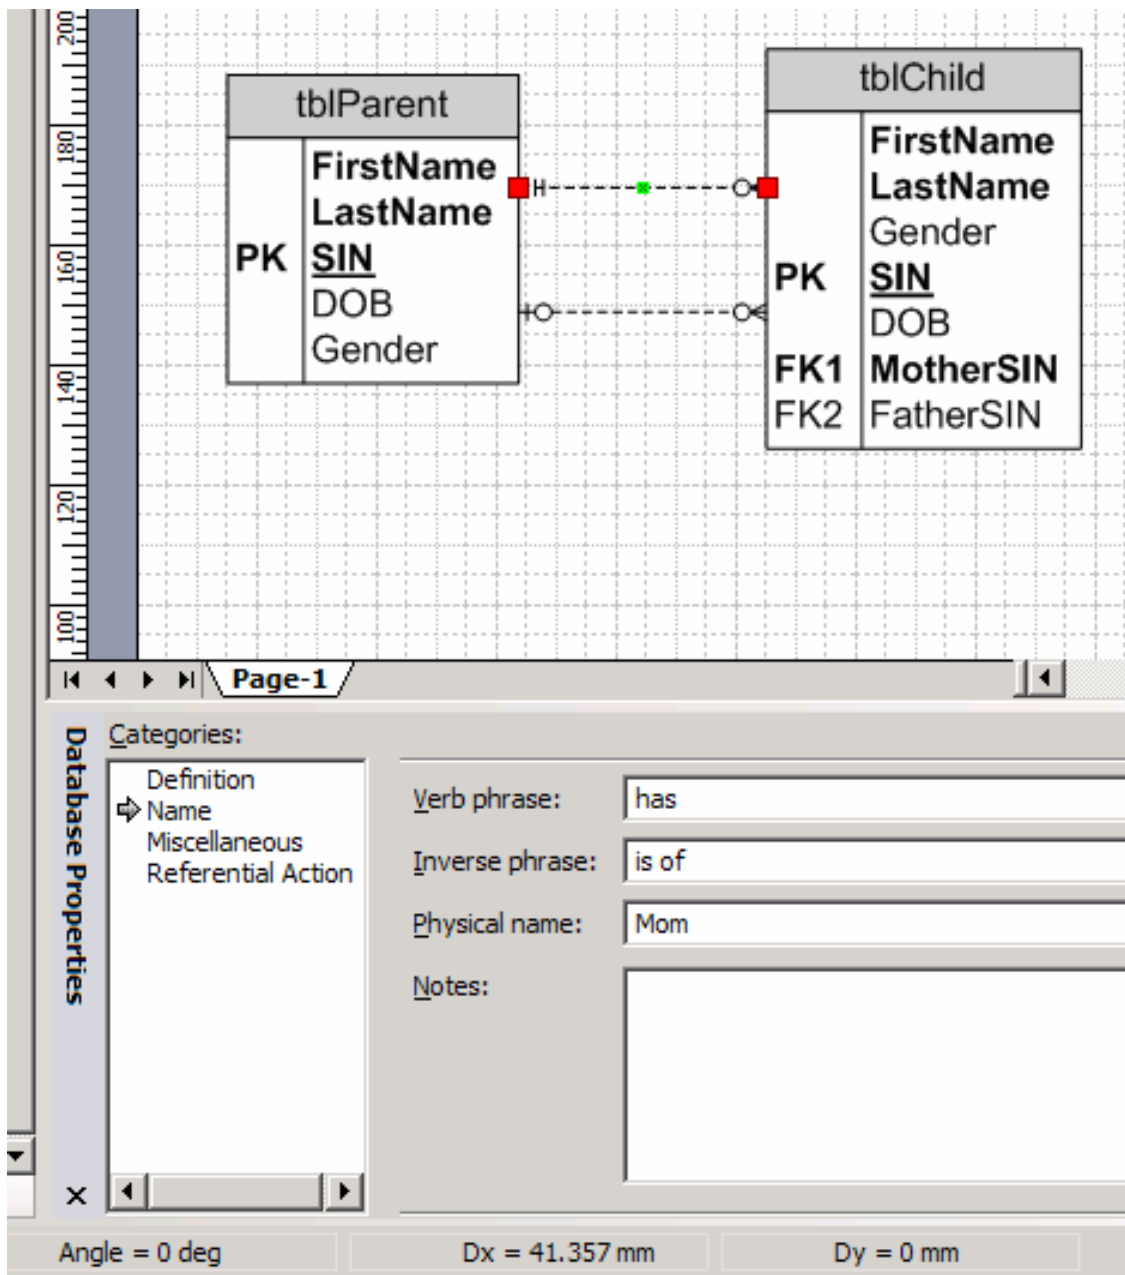 200
180
160
140
120
100
tblParent
FirstName
LastName
PK SIN
DOB
Gender
tblChild
FirstName
LastName
Gender
PK SIN
DOB
FK1 MotherSIN
FK2 FatherSIN
Page-1
Database Properties
Categories:
Definition
Name
Miscellaneous
Referential Action
Verb phrase: has
Inverse phrase: is of
Physical name: Mom
Notes:
Angle = 0 deg Dx = 41.357 mm Dy = 0 mm